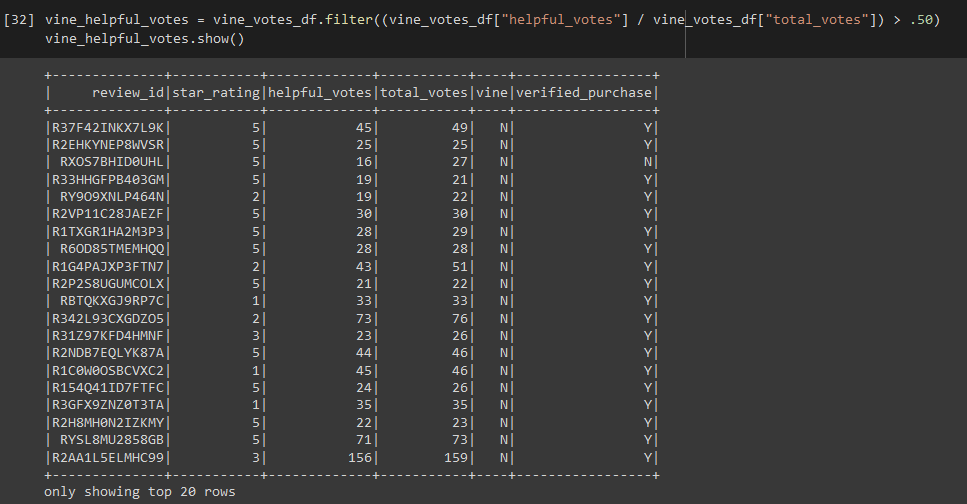 [32] vine_helpful_votes = vine_votes_df.filter((vine_votes_df["helpful_votes"] / vine_votes_df["total_votes"]) > .50)
vine_helpful_votes.show()
+--------------+-----------+-------------+-----------+----+-----------------+
|     review_id|star_rating|helpful_votes|total_votes|vine|verified_purchase|
+--------------+-----------+-------------+-----------+----+-----------------+
|R37F42INKX7L9K|          5|           45|         49|   N|                Y|
|R2EHKYNEP8WVSR|          5|           25|         25|   N|                Y|
| RXOS7BHID0UHL|          5|           16|         27|   N|                N|
|R33HHGFPB403GM|          5|           19|         21|   N|                Y|
| RY9O9XNLP464N|          2|           19|         22|   N|                Y|
|R2VP11C28JAEZF|          5|           30|         30|   N|                Y|
|R1TXGR1HA2M3P3|          5|           28|         29|   N|                Y|
| R6OD85TMEMHQQ|          5|           28|         28|   N|                Y|
|R1G4PAJXP3FTN7|          2|           43|         51|   N|                Y|
|R2P2S8UGUMCOLX|          5|           21|         22|   N|                Y|
| RBTQKXGJ9RP7C|          1|           33|         33|   N|                Y|
|R342L93CXGDZO5|          2|           73|         76|   N|                Y|
|R31Z97KFD4HMNF|          3|           23|         26|   N|                Y|
|R2NDB7EQLYK87A|          5|           44|         46|   N|                Y|
|R1C0W0OSBCVXC2|          1|           45|         46|   N|                Y|
|R154Q41ID7FTFC|          5|           24|         26|   N|                Y|
|R3GFX9ZNZ0T3TA|          1|           35|         35|   N|                Y|
|R2H8MH0N2IZKMY|          5|           22|         23|   N|                Y|
| RYSL8MU2858GB|          5|           71|         73|   N|                Y|
|R2AA1L5ELMHC99|          3|          156|        159|   N|                Y|
+--------------+-----------+-------------+-----------+----+-----------------+
only showing top 20 rows